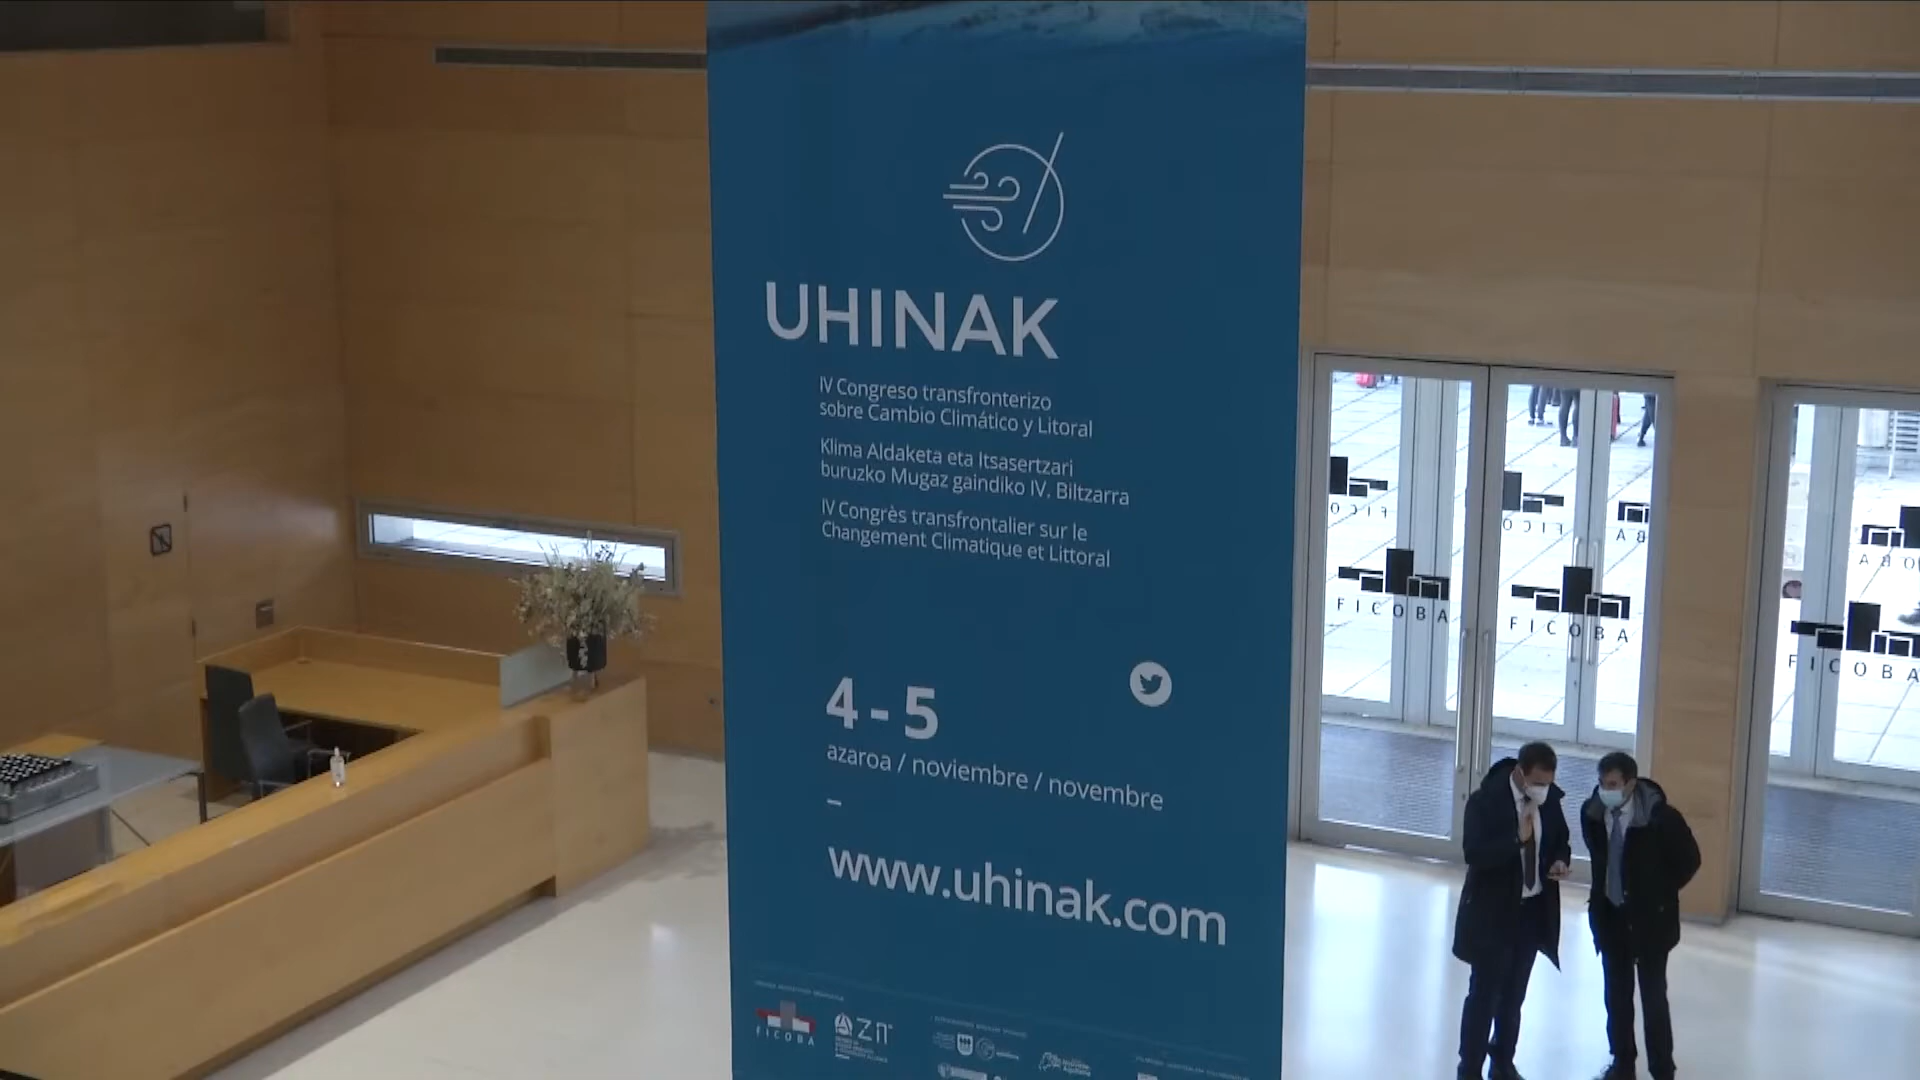 UHINAK
IV Congreso transfronterizo
sobre Cambio Climático y Litoral
Klima Aldaketa eta Itsasertzari
buruzko Mugaz gaindiko IV. Biltzarra
IV Congrès transfrontalier sur le
Changement Climatique et Littoral
4 - 5
azaroa / noviembre / novembre
www.uhinak.com
FICOBA
AZTI
FICOBA
FICOBA
FICOBA